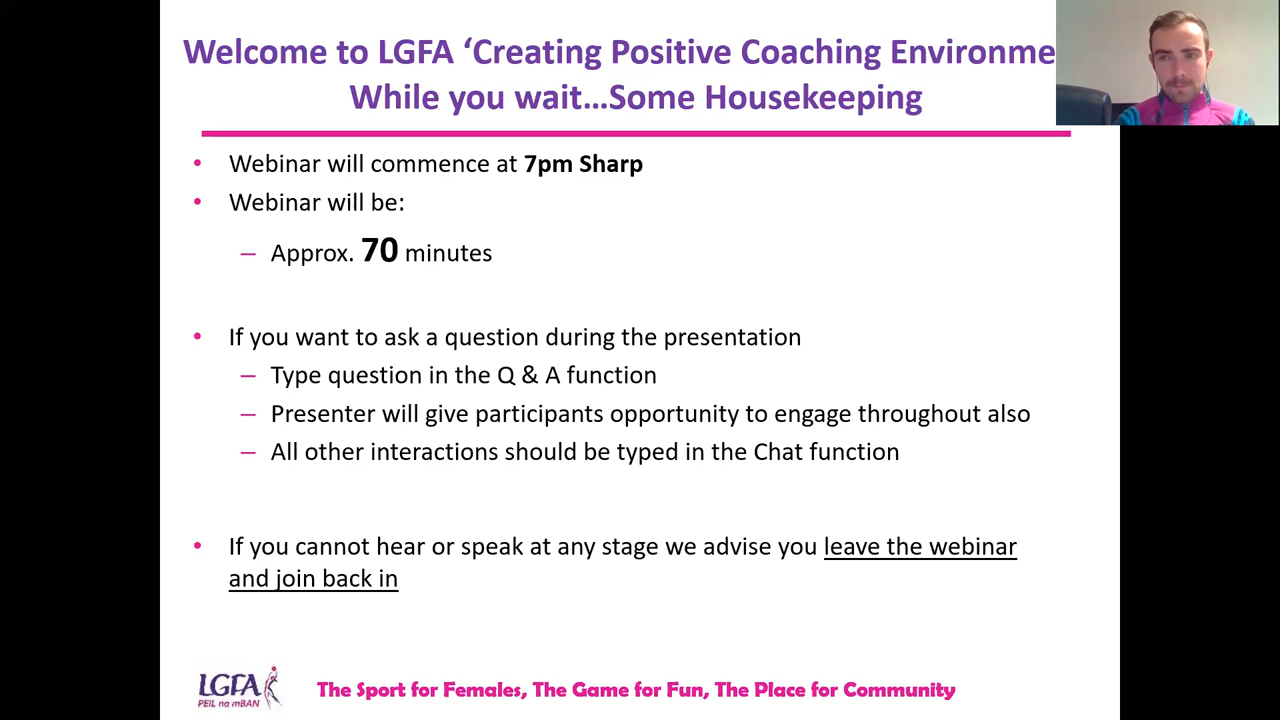 Welcome to LGFA ‘Creating Positive Coaching Environme
While you wait...Some Housekeeping
• Webinar will commence at 7pm Sharp
• Webinar will be:
– Approx. 70 minutes
• If you want to ask a question during the presentation
– Type question in the Q & A function
– Presenter will give participants opportunity to engage throughout also
– All other interactions should be typed in the Chat function
• If you cannot hear or speak at any stage we advise you leave the webinar
and join back in
LGFA
PEIL na mBAN
The Sport for Females, The Game for Fun, The Place for Community